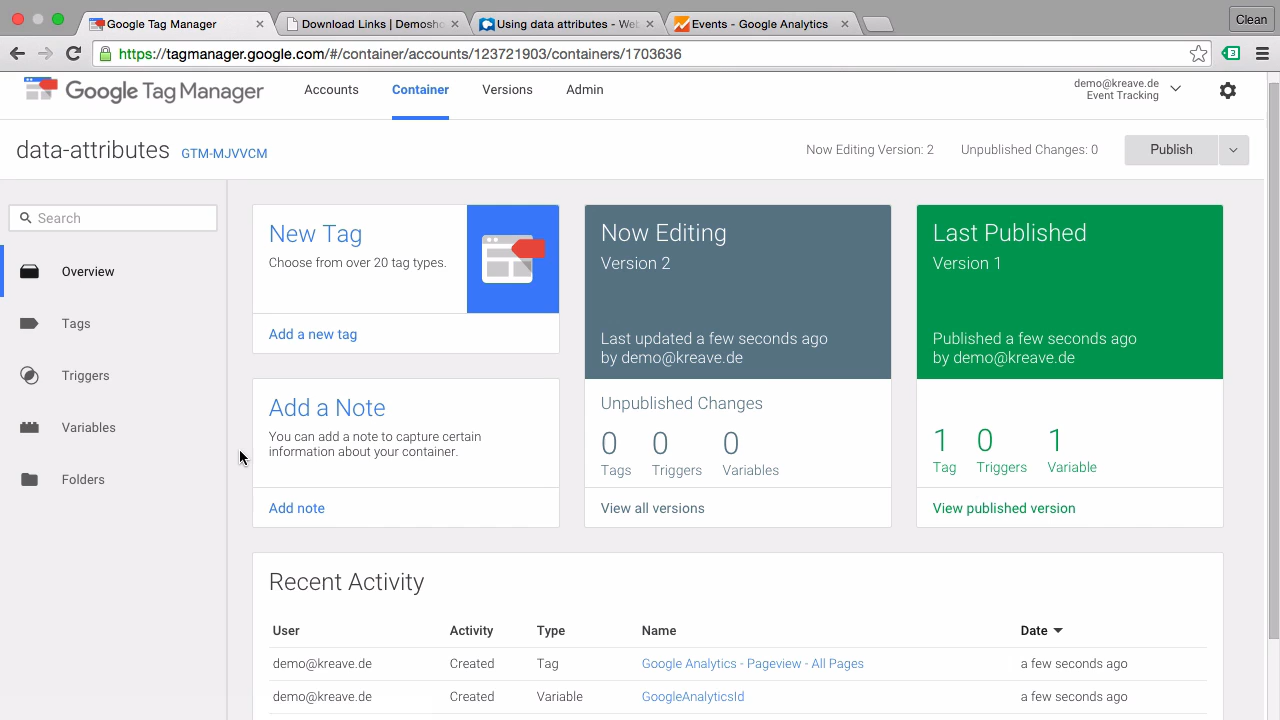 Google Tag Manager
Download Links | Demosho
Using data attributes - Web
Events - Google Analytics
Clean
https://tagmanager.google.com/#/container/accounts/123721903/containers/1703636
3
Google Tag Manager
Accounts
Container
Versions
Admin
demo@kreave.de
Event Tracking
data-attributes
GTM-MJVVCM
Now Editing Version: 2
Unpublished Changes: 0
Publish
Search
Overview
Tags
Triggers
Variables
Folders
New Tag
Choose from over 20 tag types.
Add a new tag
Add a Note
You can add a note to capture certain
information about your container.
Add note
Now Editing
Version 2
Last updated a few seconds ago
by demo@kreave.de
Unpublished Changes
0 0 0
Tags Triggers Variables
View all versions
Last Published
Version 1
Published a few seconds ago
by demo@kreave.de
1 0 1
Tag Triggers Variable
View published version
Recent Activity
User Activity Type Name Date
demo@kreave.de Created Tag Google Analytics - Pageview - All Pages a few seconds ago
demo@kreave.de Created Variable GoogleAnalyticsId a few seconds ago